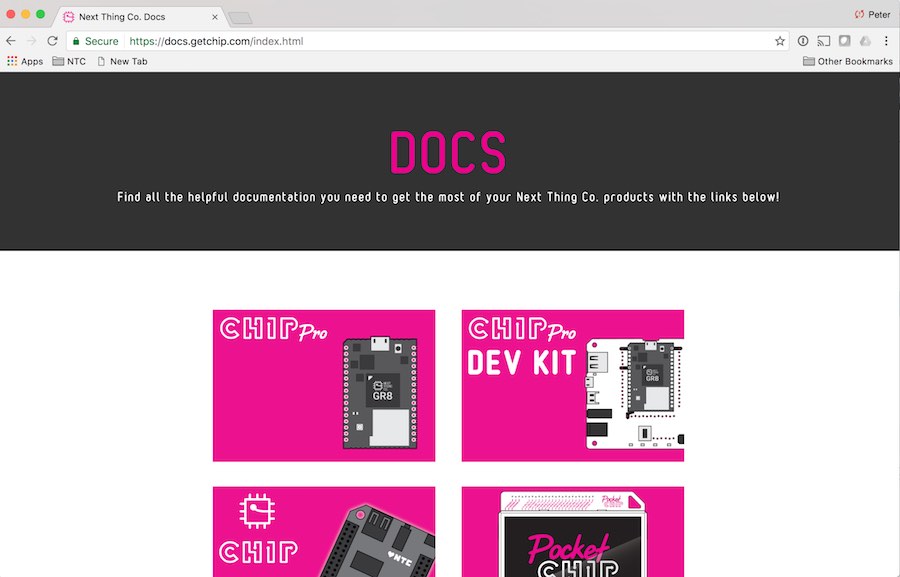 Next Thing Co. Docs
Peter
Secure https://docs.getchip.com/index.html
Apps NTC New Tab Other Bookmarks
DOCS
Find all the helpful documentation you need to get the most of your Next Thing Co. products with the links below!
CHIP Pro
GR8
CHIP Pro
DEV KIT
GR8
CHIP
NTC
Pocket
Pocket
CHIP